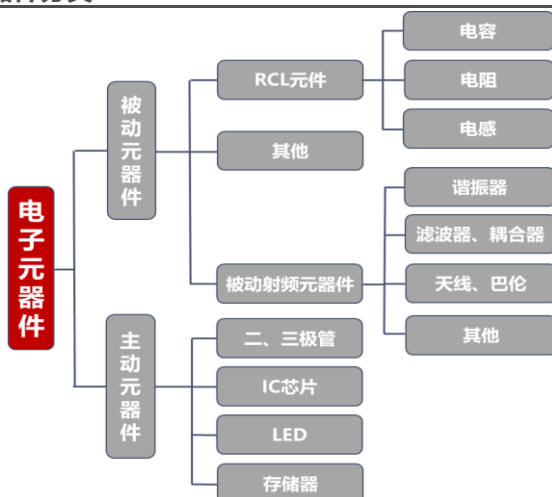 电子元器件
被动元器件
RCL元件
电容
电阻
电感
其他
被动射频元器件
谐振器
滤波器、耦合器
天线、巴伦
其他
主动元器件
二、三极管
IC芯片
LED
存储器